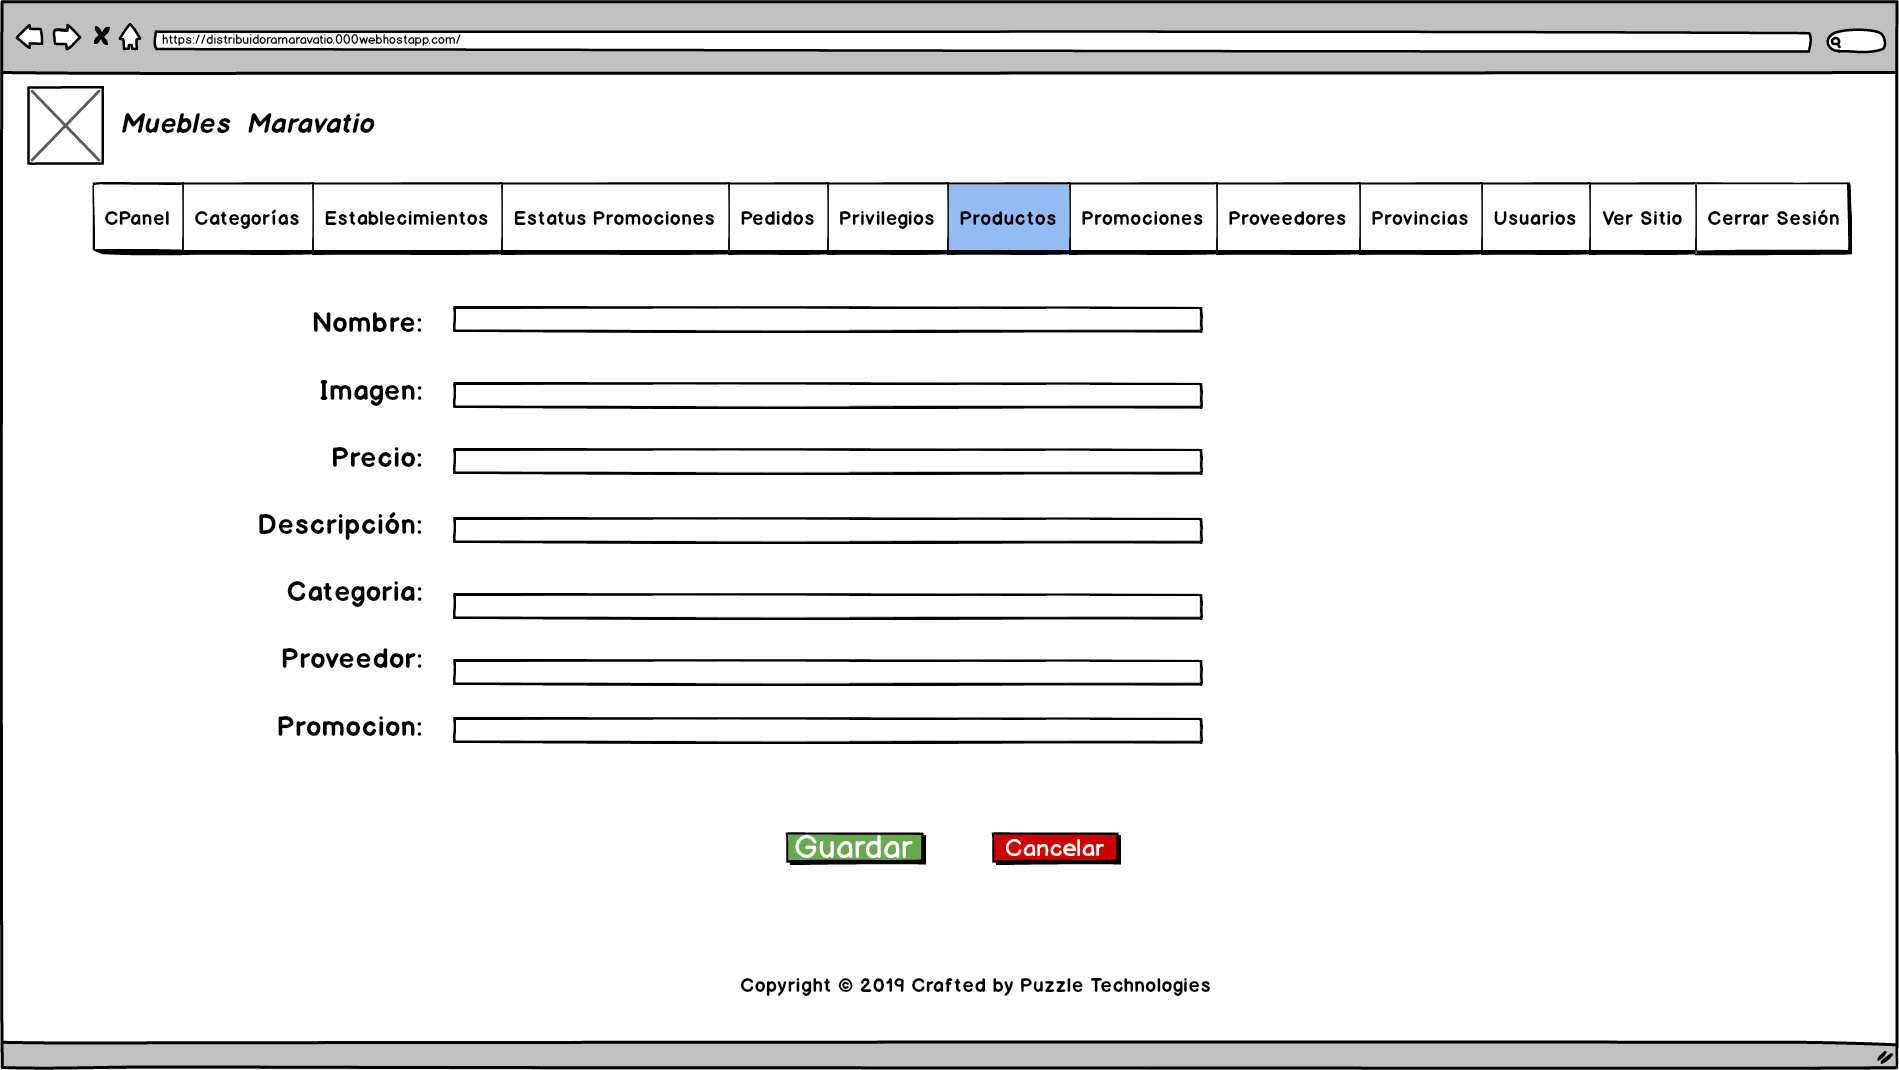 https://distribuidoramaravatio.000webhostapp.com/
Muebles Maravatio
CPanel Categorías Establecimientos Estatus Promociones Pedidos Privilegios Productos Promociones Proveedores Provincias Usuarios Ver Sitio Cerrar Sesión
Nombre:
Imagen:
Precio:
Descripción:
Categoria:
Proveedor:
Promocion:
Guardar Cancelar
Copyright © 2019 Crafted by Puzzle Technologies